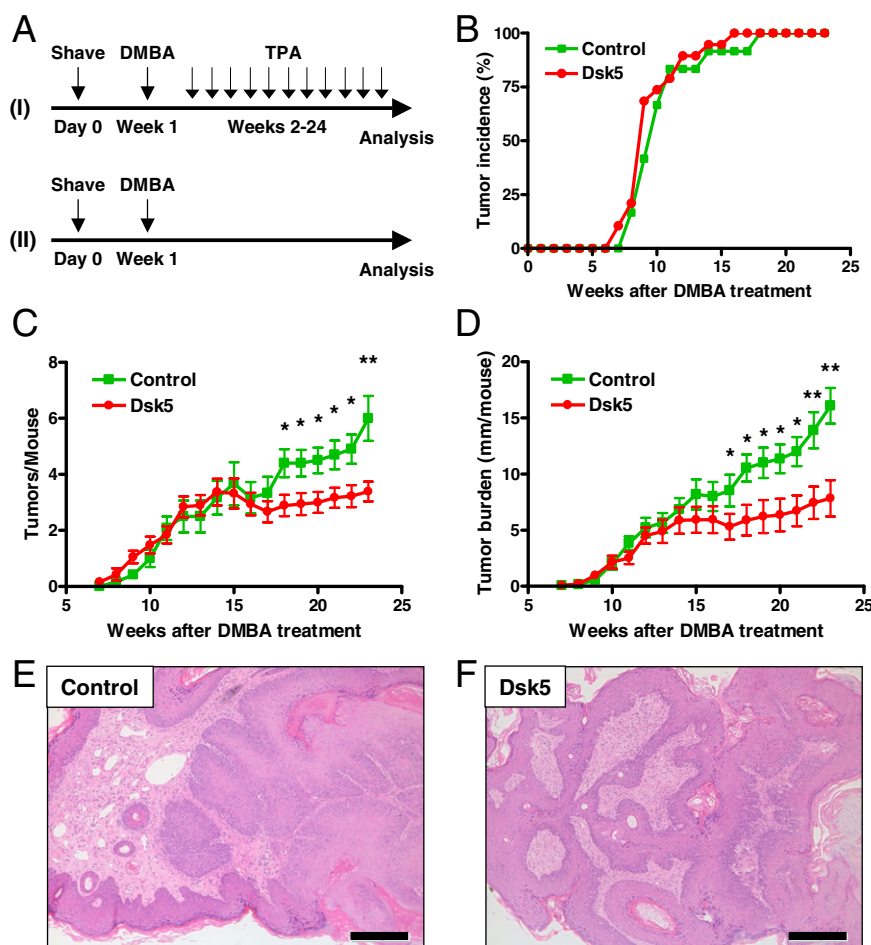 A
Shave DMBA TPA
(I)
Day 0 Week 1 Weeks 2-24
Analysis
Shave DMBA
(II)
Day 0 Week 1
Analysis
B
Control
Dsk5
Tumor incidence (%)
100
75
50
25
0
0 5 10 15 20 25
Weeks after DMBA treatment
C
Control
Dsk5
**
* * * * *
Tumors/Mouse
8
6
4
2
0
5 10 15 20 25
Weeks after DMBA treatment
D
Control
Dsk5
** **
* * * * *
Tumor burden (mm/mouse)
20
15
10
5
0
5 10 15 20 25
Weeks after DMBA treatment
E
Control
F
Dsk5